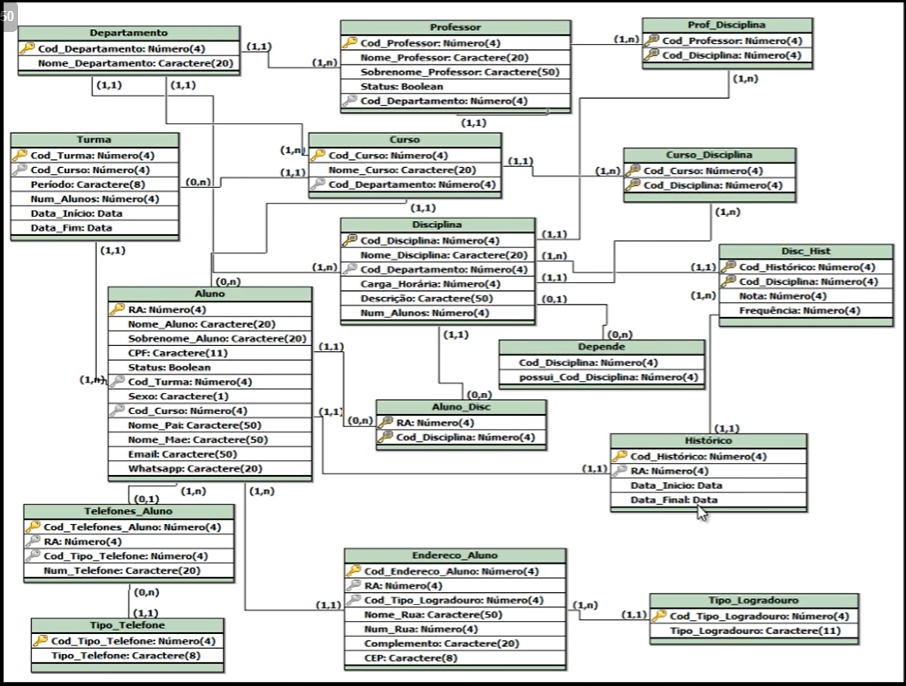 50
Departamento
Cod_Departamento: Número(4)
Nome_Departamento: Caractere(20)
(1,1)
(1,n)
(1,1)
(1,1)
Professor
Cod_Professor: Número(4)
Nome_Professor: Caractere(20)
Sobrenome_Professor: Caractere(50)
Status: Boolean
Cod_Departamento: Número(4)
(1,n)
(1,1)
Prof_Disciplina
Cod_Professor: Número(4)
Cod_Disciplina: Número(4)
(1,n)
Turma
Cod_Turma: Número(4)
Cod_Curso: Número(4)
Período: Caractere(8)
Num_Alunos: Número(4)
Data_Início: Data
Data_Fim: Data
(0,n)
(1,1)
Curso
Cod_Curso: Número(4)
Nome_Curso: Caractere(20)
Cod_Departamento: Número(4)
(1,n)
(1,1)
(1,1)
(1,1)
Curso_Disciplina
Cod_Curso: Número(4)
Cod_Disciplina: Número(4)
(1,n)
(1,n)
Disciplina
Cod_Disciplina: Número(4)
Nome_Disciplina: Caractere(20)
Cod_Departamento: Número(4)
Carga_Horária: Número(4)
Descrição: Caractere(50)
Num_Alunos: Número(4)
(1,n)
(1,1)
(1,n)
(1,1)
(0,1)
(1,1)
Disc_Hist
Cod_Histórico: Número(4)
Cod_Disciplina: Número(4)
Nota: Número(4)
Frequência: Número(4)
(1,1)
(1,n)
Aluno
RA: Número(4)
Nome_Aluno: Caractere(20)
Sobrenome_Aluno: Caractere(20)
CPF: Caractere(11)
Status: Boolean
Cod_Turma: Número(4)
Sexo: Caractere(1)
Cod_Curso: Número(4)
Nome_Pai: Caractere(50)
Nome_Mae: Caractere(50)
Email: Caractere(50)
Whatsapp: Caractere(20)
(0,n)
(1,n)
(1,1)
(1,1)
(1,n)
(1,n)
Depende
Cod_Disciplina: Número(4)
possui_Cod_Disciplina: Número(4)
(0,n)
Aluno_Disc
RA: Número(4)
Cod_Disciplina: Número(4)
(0,n)
(0,n)
Histórico
Cod_Histórico: Número(4)
RA: Número(4)
Data_Inicio: Data
Data_Final: Data
(1,1)
(1,1)
Telefones_Aluno
Cod_Telefones_Aluno: Número(4)
RA: Número(4)
Cod_Tipo_Telefone: Número(4)
Num_Telefone: Caractere(20)
(0,1)
(0,n)
Tipo_Telefone
Cod_Tipo_Telefone: Número(4)
Tipo_Telefone: Caractere(8)
(1,1)
Endereco_Aluno
Cod_Endereco_Aluno: Número(4)
RA: Número(4)
Cod_Tipo_Logradouro: Número(4)
Nome_Rua: Caractere(50)
Num_Rua: Número(4)
Complemento: Caractere(20)
CEP: Caractere(8)
(1,1)
(1,n)
Tipo_Logradouro
Cod_Tipo_Logradouro: Número(4)
Tipo_Logradouro: Caractere(11)
(1,1)